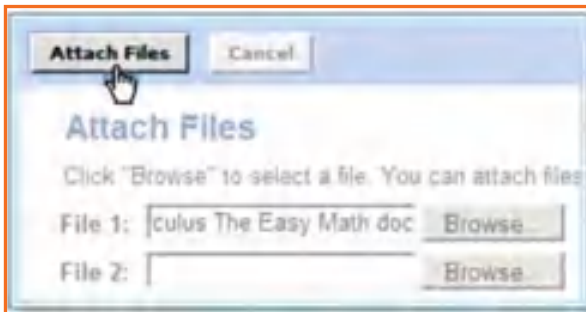 Attach Files Cancel
Attach Files
Click "Browse" to select a file. You can attach files
File 1: culus The Easy Math doc Browse...
File 2: Browse...